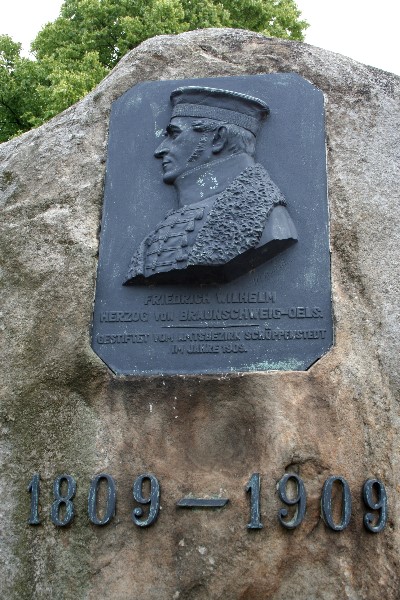 FRIEDRICH WILHELM
HERZOG VON BRAUNSCHWEIG-OELS.
GESTIFTET VOM AMTSBEZIRK SCHÖPPENSTEDT
IM JAHRE 1909.
1809-1909